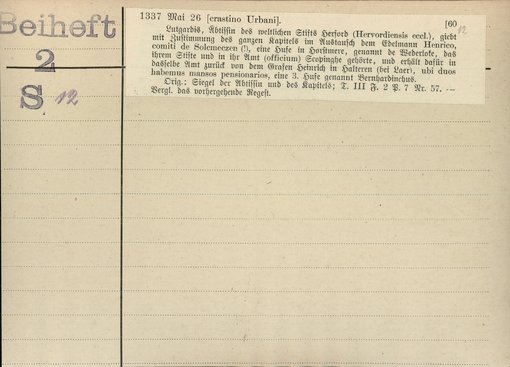 Beiheft
2
S 12
1337 Mai 26 [crastino Urbani]. [60
12
Lutgardis, Äbtissin des weltlichen Stifts Herford (Hervordiensis eccl.), giebt
mit Zustimmung des ganzen Kapitels im Austausch dem Edelmann Henrico,
comiti de Solemeczen (!), eine Hufe in Horstmere, genannt de Wederlote, das
ihrem Stifte und in ihr Amt (officium) Scopinghe gehörte, und erhält dafür in
dasselbe Amt zurück von dem Grafen Heinrich in Halteren (bei Laer), ubi duos
habemus mansos pensionarios, eine 3. Hufe genannt Bernhardinchus.
Orig.; Siegel der Äbtissin und des Kapitels; T. III F. 2 P. 7 Nr. 57. —
Vergl. das vorhergehende Regest.